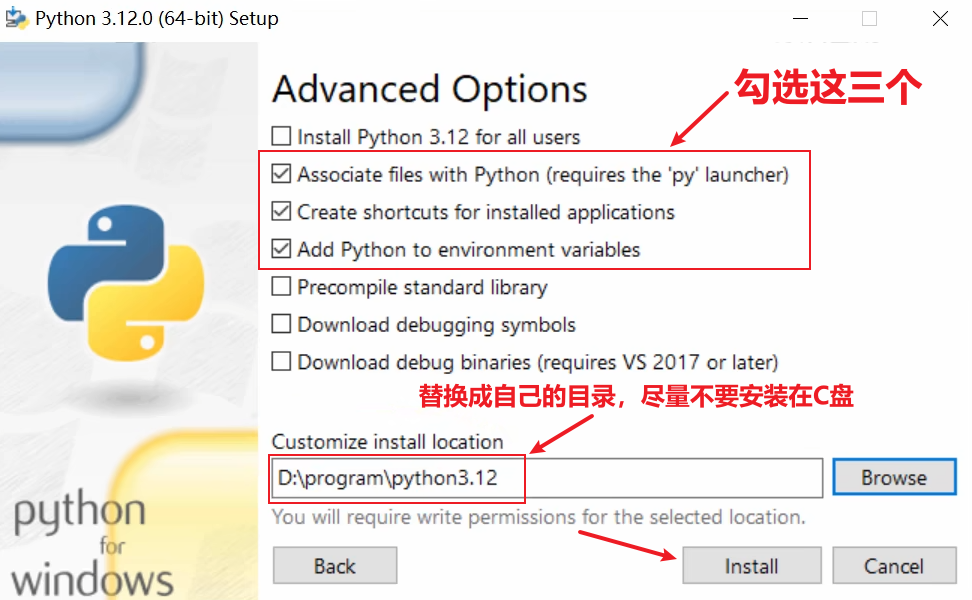 Python 3.12.0 (64-bit) Setup
Advanced Options
勾选这三个
Install Python 3.12 for all users
Associate files with Python (requires the 'py' launcher)
Create shortcuts for installed applications
Add Python to environment variables
Precompile standard library
Download debugging symbols
Download debug binaries (requires VS 2017 or later)
替换成自己的目录，尽量不要安装在C盘
Customize install location
D:\program\python3.12
Browse
You will require write permissions for the selected location.
python
for
windows
Back
Install
Cancel